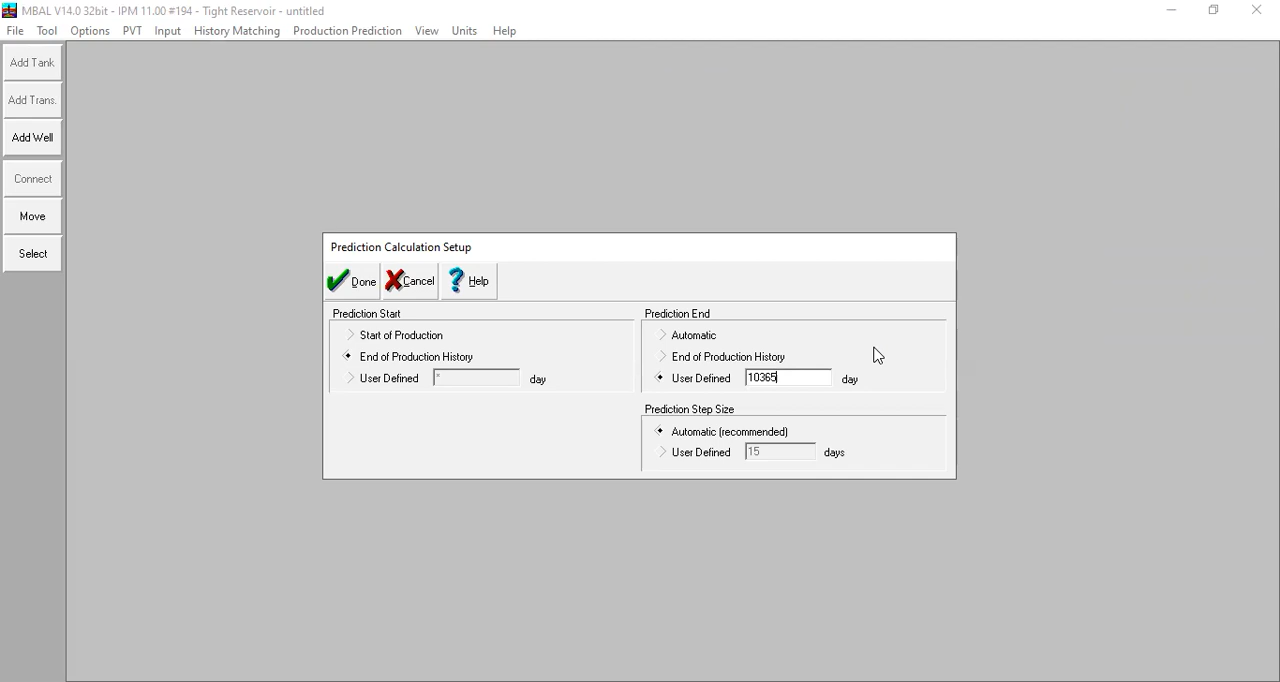 MBAL V14.0 32bit - IPM 11.00 #194 - Tight Reservoir - untitled
File Tool Options PVT Input History Matching Production Prediction View Units Help
Add Tank
Add Trans.
Add Well
Connect
Move
Select
Prediction Calculation Setup
Done Cancel Help
Prediction Start
Start of Production
End of Production History
User Defined * day
Prediction End
Automatic
End of Production History
User Defined 10365 day
Prediction Step Size
Automatic (recommended)
User Defined 15 days